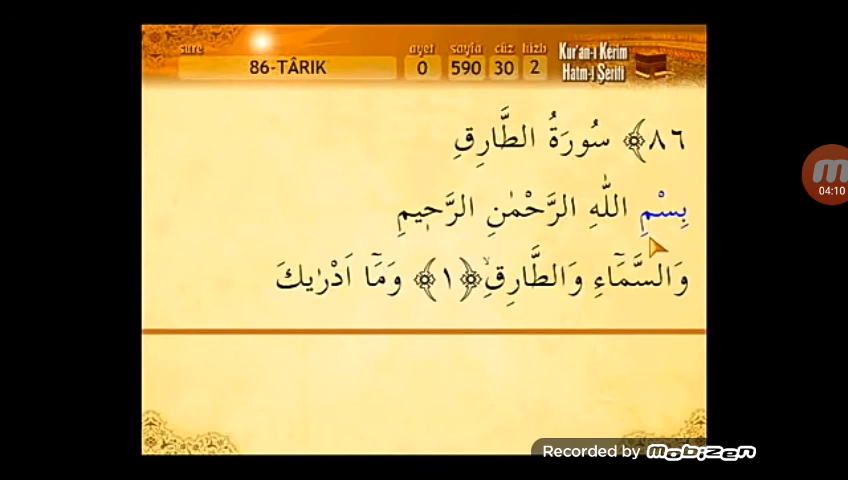 sure
ayet sayfa cüz hizb
86-TÂRIK 0 590 30 2
Kur'an-ı Kerim
Hatm-i Şerifi
٨٦﴾ سُورَةُ الطَّارِقِ
بِسْمِ اللّٰهِ الرَّحْمٰنِ الرَّح۪يمِ
وَالسَّمَٓاءِ وَالطَّارِقِۙ ﴿١﴾ وَمَٓا اَدْرٰيكَ
04:10
Recorded by Mobizen